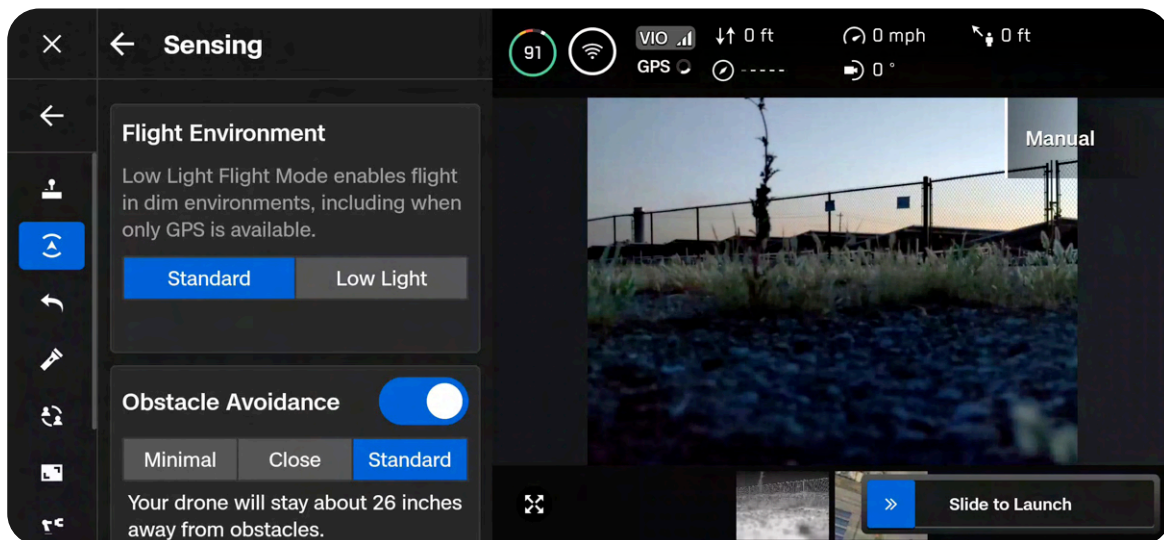 Sensing
Flight Environment
Low Light Flight Mode enables flight
in dim environments, including when
only GPS is available.
Standard Low Light
Obstacle Avoidance
Minimal Close Standard
Your drone will stay about 26 inches
away from obstacles.
91
VIO
GPS
0 ft
-----
0 mph
0 °
0 ft
Manual
Slide to Launch